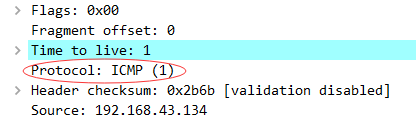 Flags: 0x00
Fragment offset: 0
Time to live: 1
Protocol: ICMP (1)
Header checksum: 0x2b6b [validation disabled]
Source: 192.168.43.134